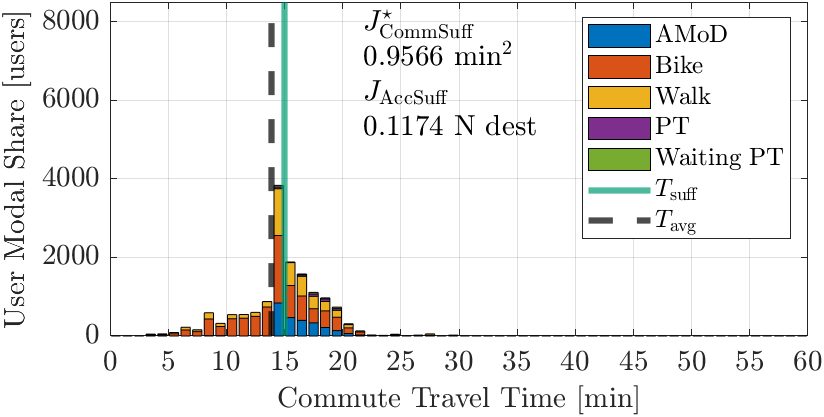 8000
6000
4000
2000
0
User Modal Share [users]
0 5 10 15 20 25 30 35 40 45 50 55 60
Commute Travel Time [min]
J⋆CommSuff
0.9566 min²
JAccSuff
0.1174 N dest
AMoD
Bike
Walk
PT
Waiting PT
Tsuff
Tavg